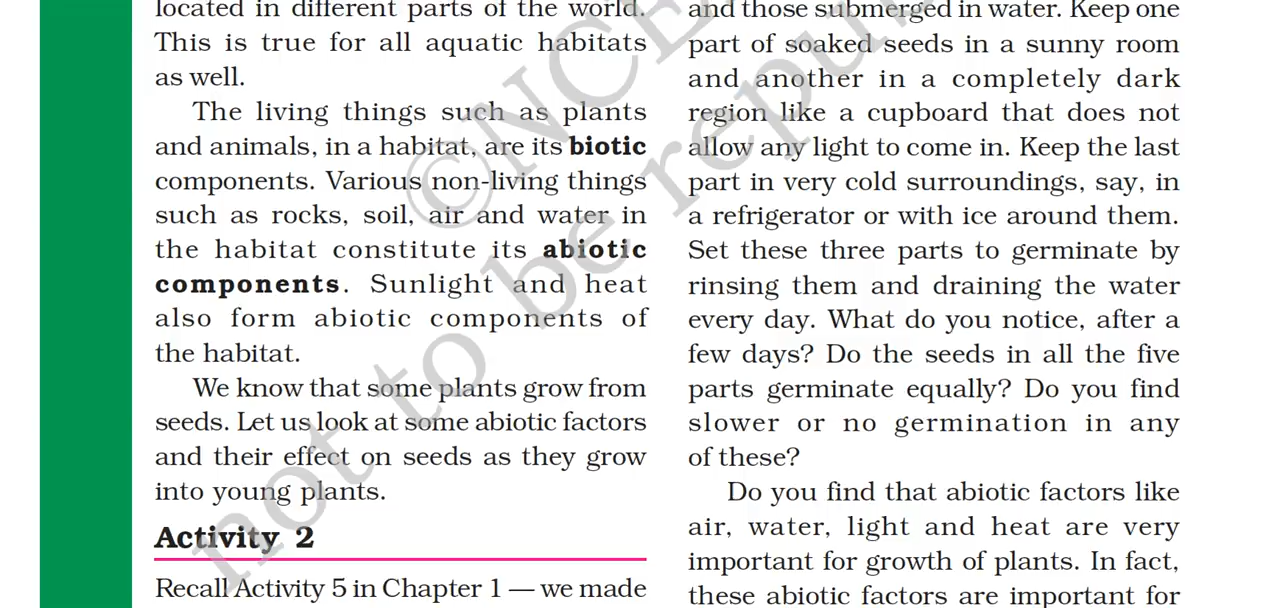 located in different parts of the world.
This is true for all aquatic habitats
as well.
The living things such as plants
and animals, in a habitat, are its biotic
components. Various non-living things
such as rocks, soil, air and water in
the habitat constitute its abiotic
components. Sunlight and heat
also form abiotic components of
the habitat.
We know that some plants grow from
seeds. Let us look at some abiotic factors
and their effect on seeds as they grow
into young plants.
Activity 2
Recall Activity 5 in Chapter 1 — we made
and those submerged in water. Keep one
part of soaked seeds in a sunny room
and another in a completely dark
region like a cupboard that does not
allow any light to come in. Keep the last
part in very cold surroundings, say, in
a refrigerator or with ice around them.
Set these three parts to germinate by
rinsing them and draining the water
every day. What do you notice, after a
few days? Do the seeds in all the five
parts germinate equally? Do you find
slower or no germination in any
of these?
Do you find that abiotic factors like
air, water, light and heat are very
important for growth of plants. In fact,
these abiotic factors are important for
©NCE
not to be repu